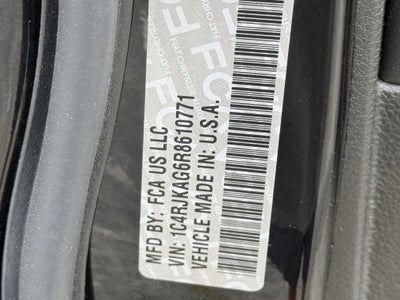 MFD BY: FCA US LLC
VIN: 1C4RJKAG6R8610771
VEHICLE MADE IN: U.S.A.